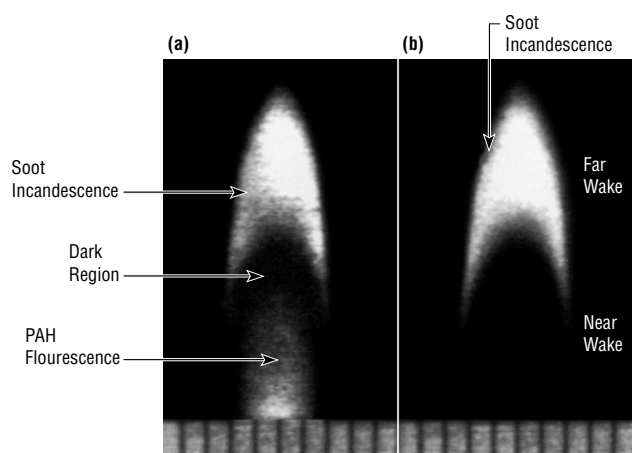 Soot
Incandescence
(a)
(b)
Soot
Incandescence
Far
Wake
Dark
Region
Near
Wake
PAH
Flourescence